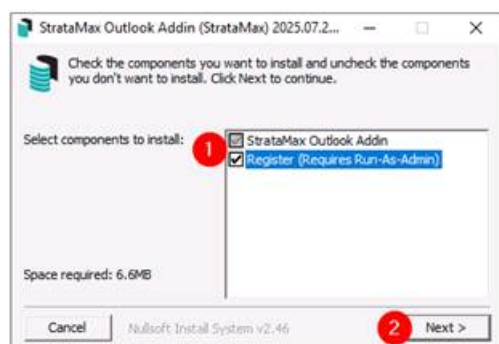 StrataMax Outlook Addin (StrataMax) 2025.07.2...
Check the components you want to install and uncheck the components
you don't want to install. Click Next to continue.
Select components to install:
1
StrataMax Outlook Addin
Register (Requires Run-As-Admin)
Space required: 6.6MB
Cancel
Nullsoft Install System v2.46
2
Next >